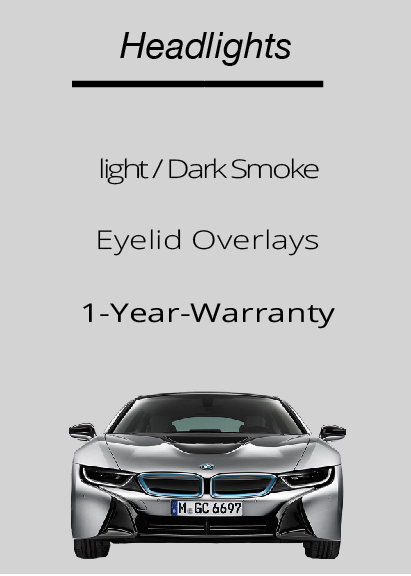 Headlights
light / Dark Smoke
Eyelid Overlays
1-Year-Warranty
M GC 6697